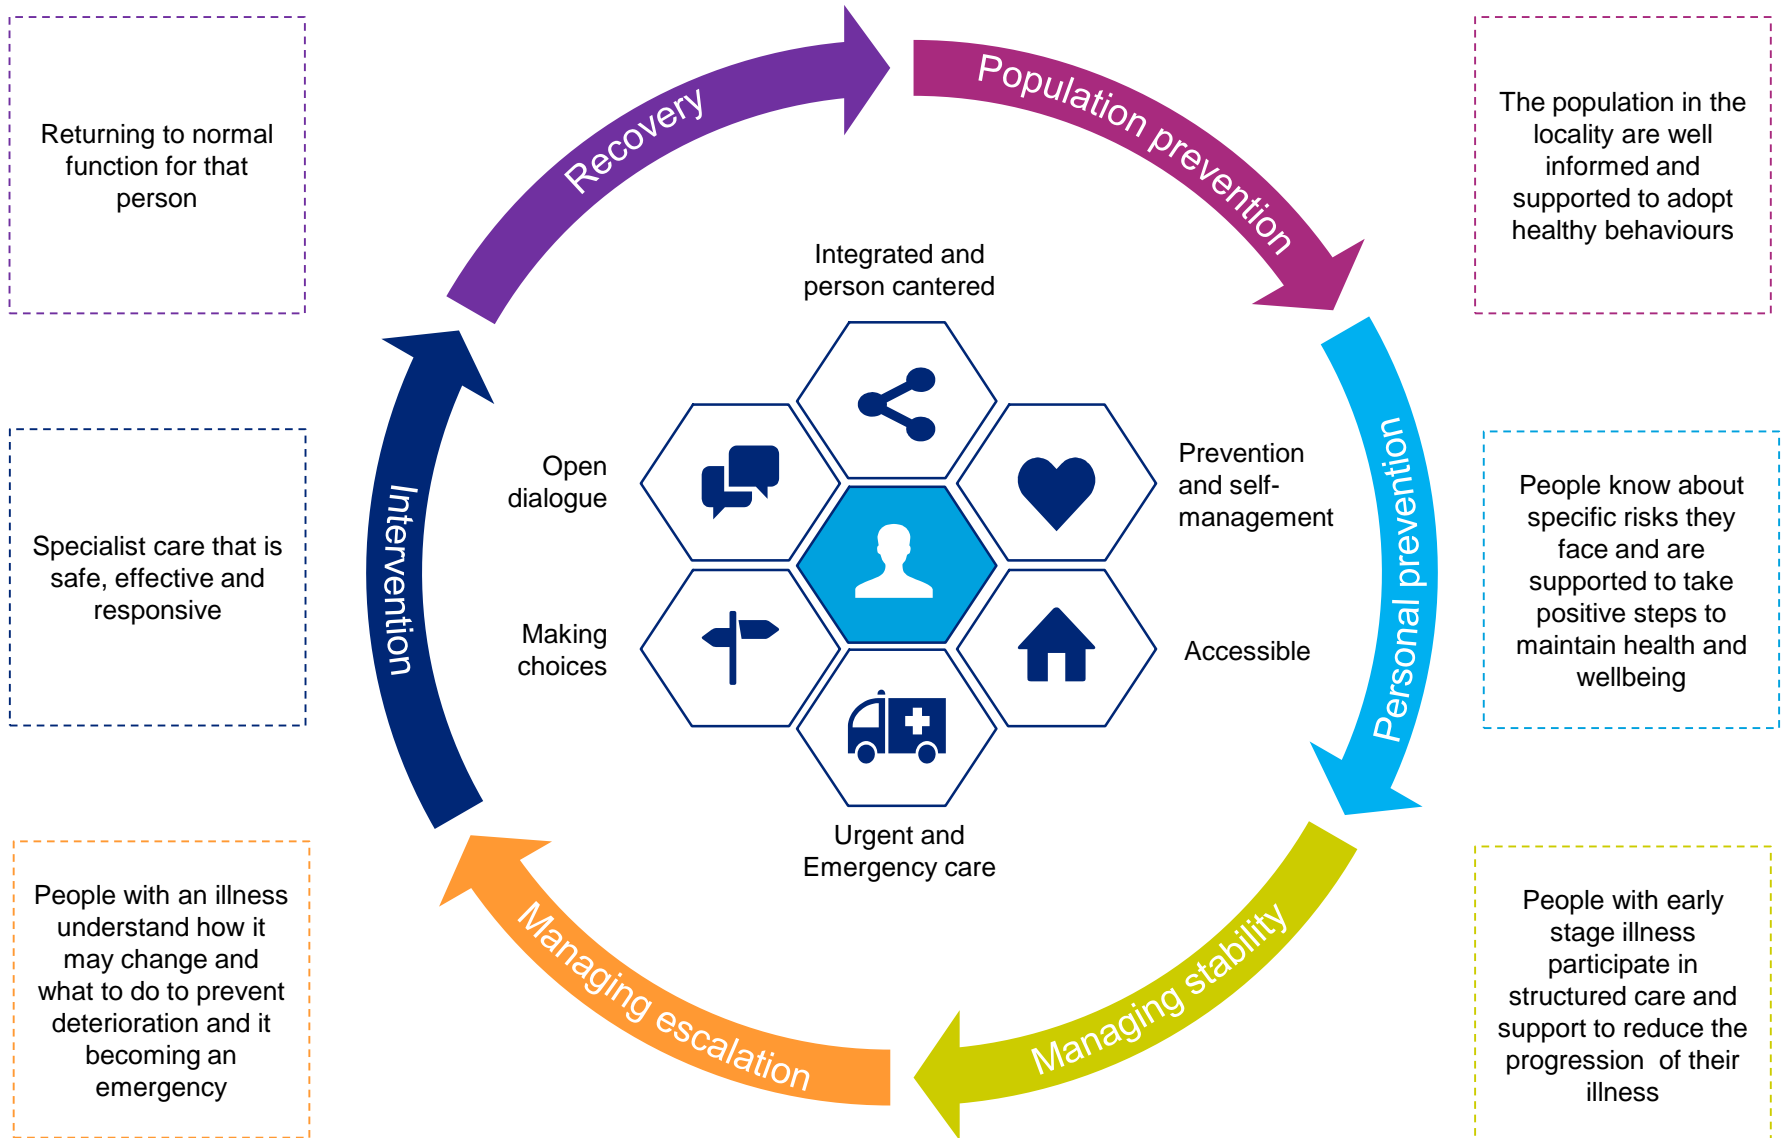 Returning to normal
function for that
person
Recovery
Population prevention
The population in the
locality are well
informed and
supported to adopt
healthy behaviours
Integrated and
person cantered
Open
dialogue
Prevention
and self-
management
Making
choices
Accessible
Urgent and
Emergency care
Intervention
Personal prevention
Specialist care that is
safe, effective and
responsive
People know about
specific risks they
face and are
supported to take
positive steps to
maintain health and
wellbeing
Managing escalation
Managing stability
People with an illness
understand how it
may change and
what to do to prevent
deterioration and it
becoming an
emergency
People with early
stage illness
participate in
structured care and
support to reduce the
progression  of their
illness